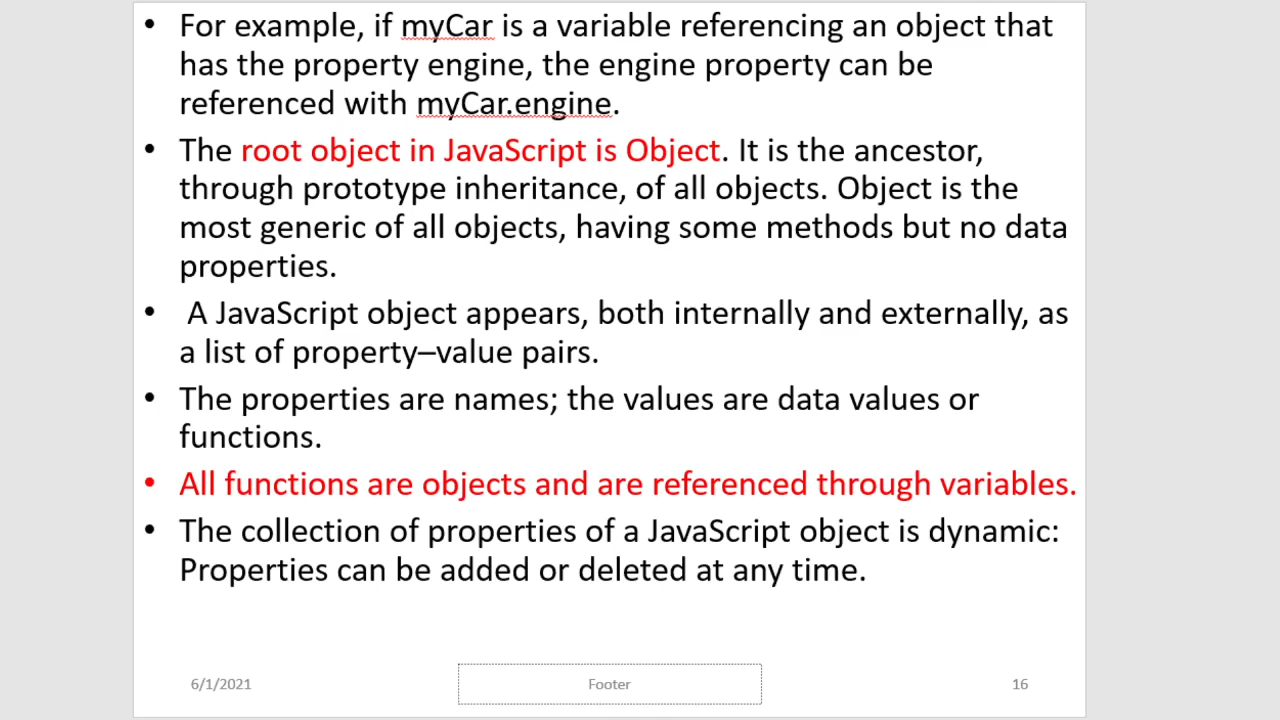 • For example, if myCar is a variable referencing an object that
has the property engine, the engine property can be
referenced with myCar.engine.
• The root object in JavaScript is Object. It is the ancestor,
through prototype inheritance, of all objects. Object is the
most generic of all objects, having some methods but no data
properties.
• A JavaScript object appears, both internally and externally, as
a list of property–value pairs.
• The properties are names; the values are data values or
functions.
• All functions are objects and are referenced through variables.
• The collection of properties of a JavaScript object is dynamic:
Properties can be added or deleted at any time.
6/1/2021
Footer
16